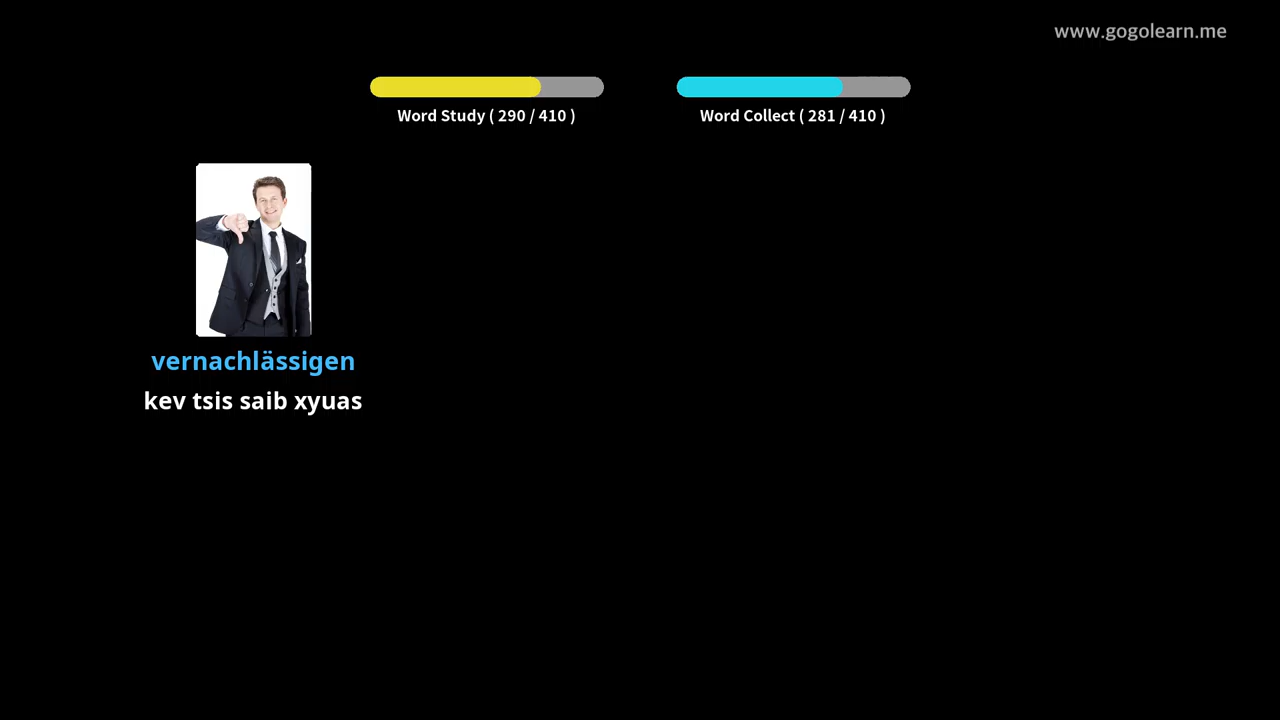 www.gogolearn.me
Word Study ( 290 / 410 )
Word Collect ( 281 / 410 )
vernachlässigen
kev tsis saib xyuas